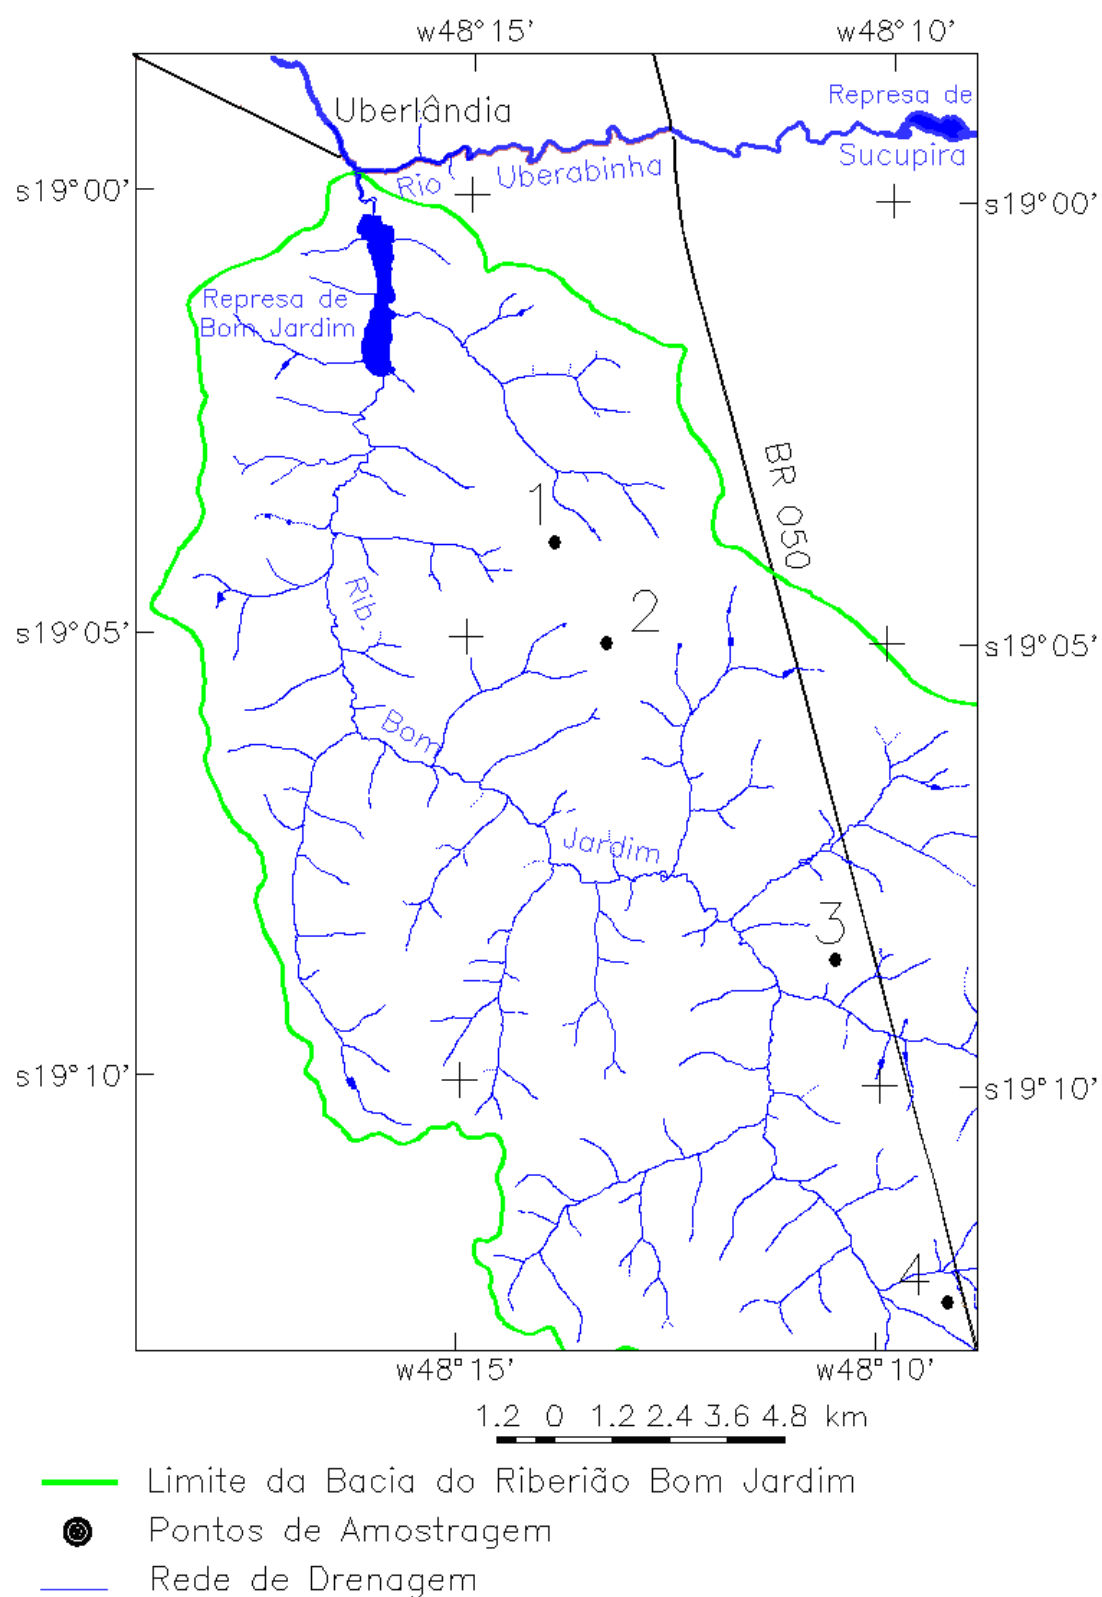 w48°15' w48°10'
Represa de
Uberlândia
Sucupira
Rio Uberabinha
s19°00' s19°00'
Represa de
Bom Jardim
BR 050
1
Rib.
2
s19°05' s19°05'
Bom
Jardim
3
s19°10' s19°10'
4
w48°15' w48°10'
1.2 0 1.2 2.4 3.6 4.8 km
Limite da Bacia do Riberião Bom Jardim
Pontos de Amostragem
Rede de Drenagem